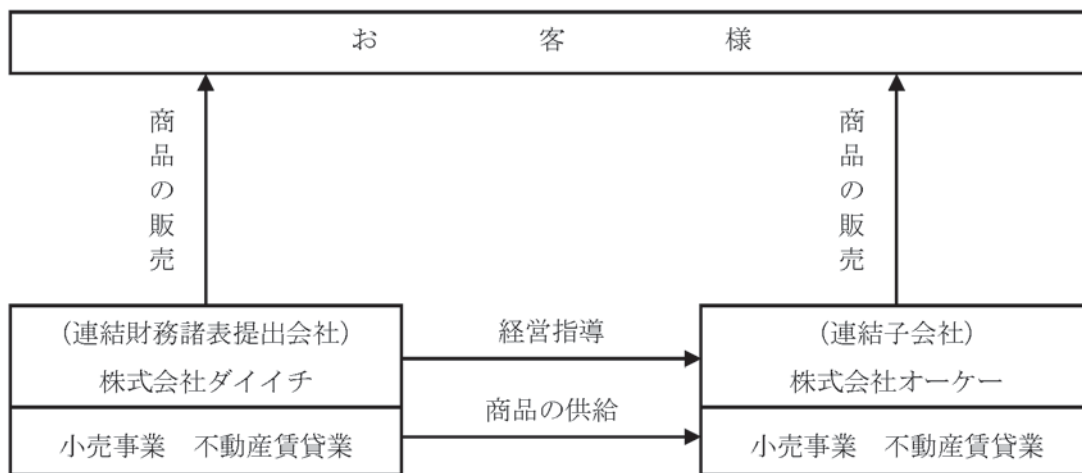 お客様
商品の販売
商品の販売
(連結財務諸表提出会社)
株式会社ダイイチ
小売事業　不動産賃貸業
経営指導
商品の供給
(連結子会社)
株式会社オーケー
小売事業　不動産賃貸業